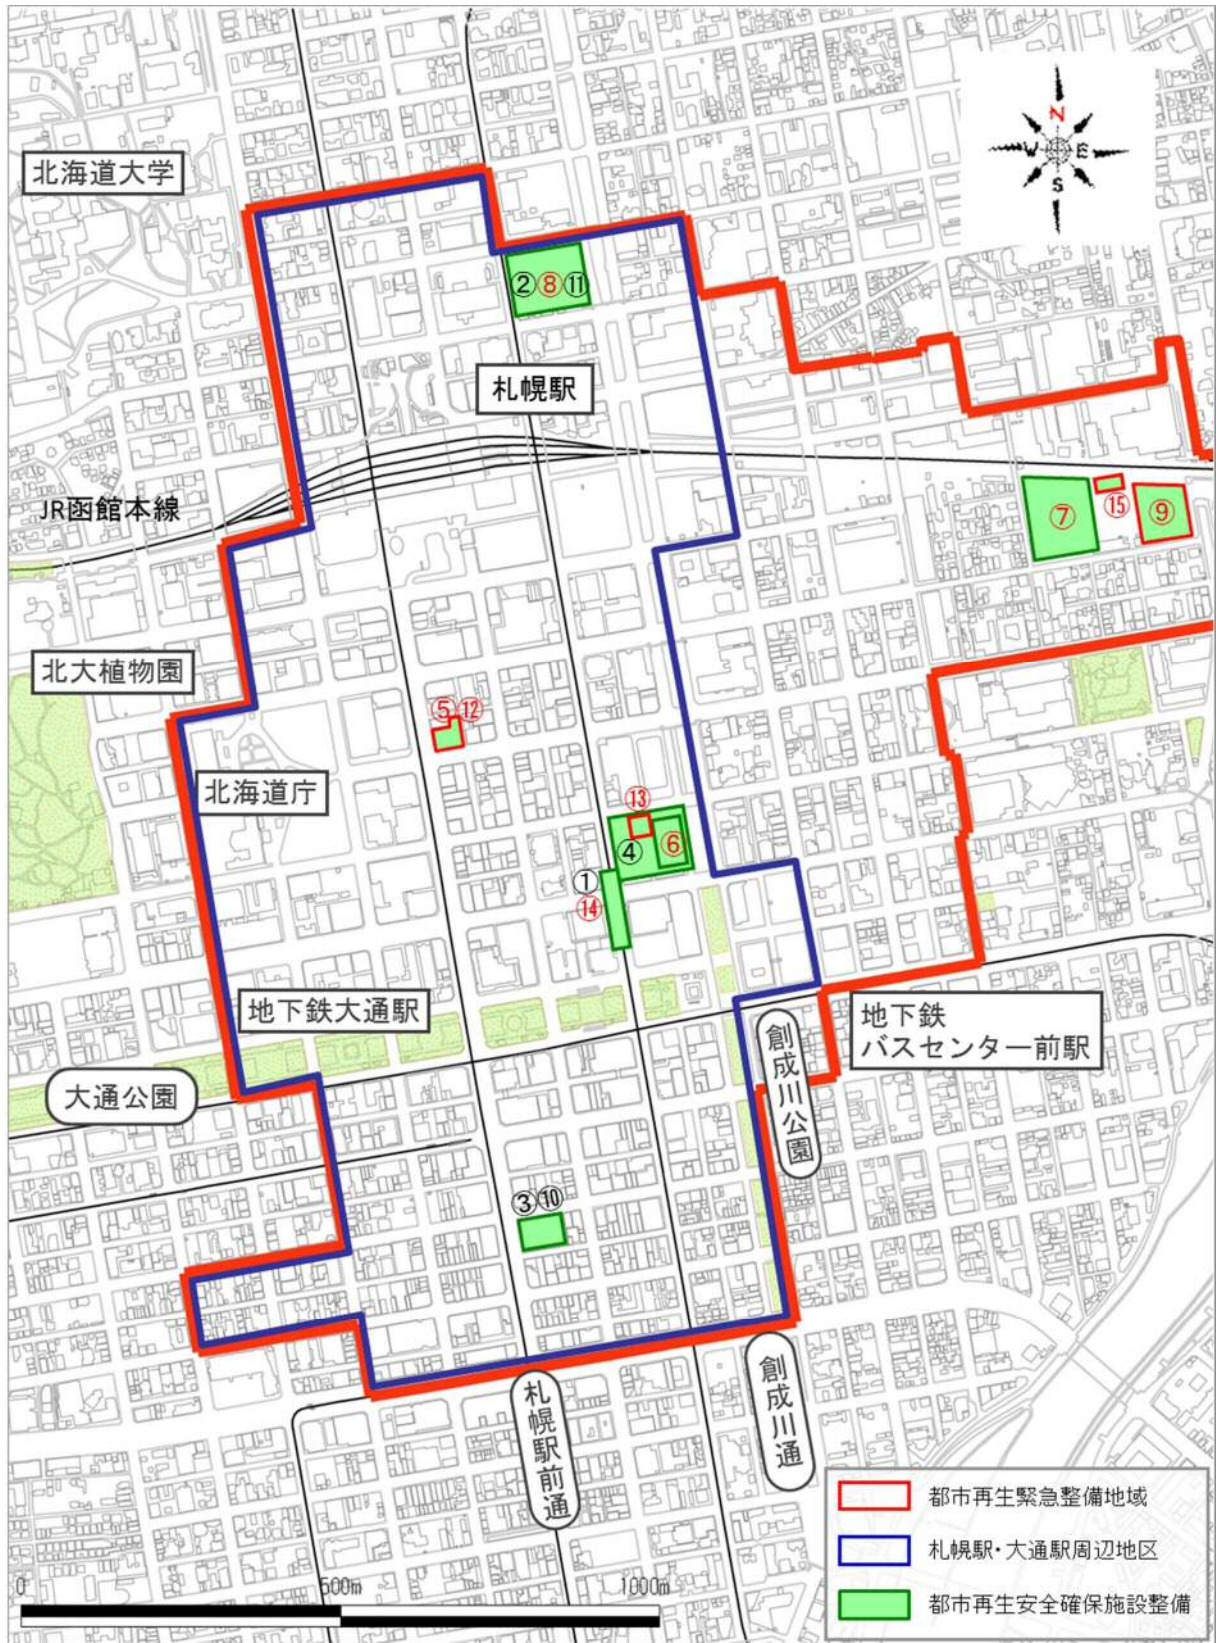 N
W
E
S
北海道大学
②⑧⑪
札幌駅
JR函館本線
⑦
⑮
⑨
北大植物園
⑤⑫
北海道庁
⑬
④
⑥
①
⑭
地下鉄大通駅
地下鉄
バスセンター前駅
大通公園
創成川公園
③⑩
札幌駅前通
創成川通
都市再生緊急整備地域
札幌駅・大通駅周辺地区
都市再生安全確保施設整備
0
500m
1000m